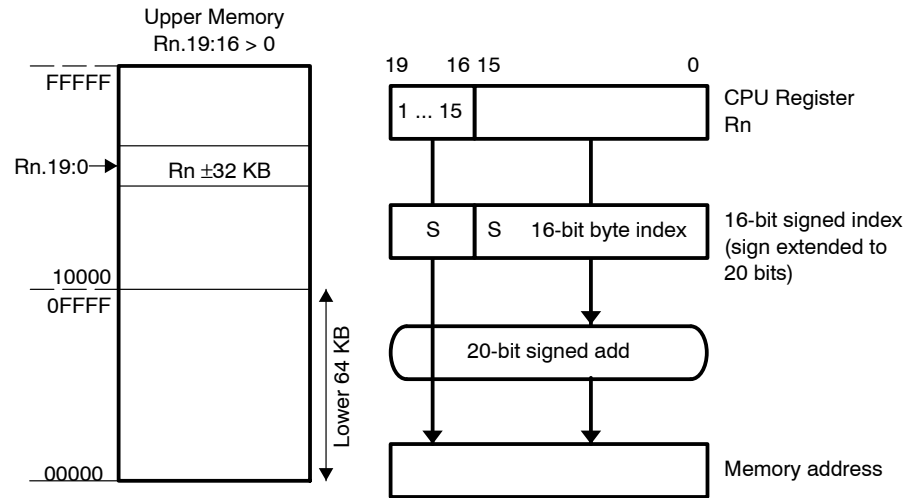 Upper Memory
Rn.19:16 > 0
FFFFF
Rn.19:0
Rn ±32 KB
10000
0FFFF
Lower 64 KB
00000
19 16 15 0
1 ... 15
CPU Register
Rn
S S 16-bit byte index
16-bit signed index
(sign extended to
20 bits)
20-bit signed add
Memory address